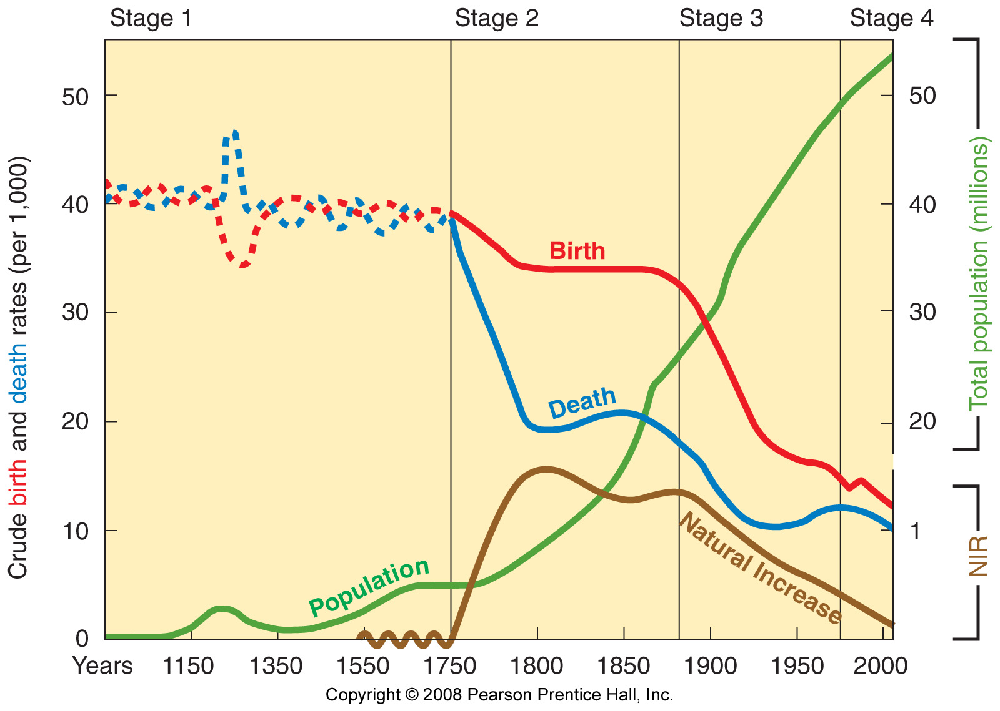 Stage 1 Stage 2 Stage 3 Stage 4
Crude birth and death rates (per 1,000)
50
40
30
20
10
0
Birth
Death
Population
Natural Increase
50
40
30
20
1
Total population (millions)
NIR
Years 1150 1350 1550 1750 1800 1850 1900 1950 2000
Copyright © 2008 Pearson Prentice Hall, Inc.